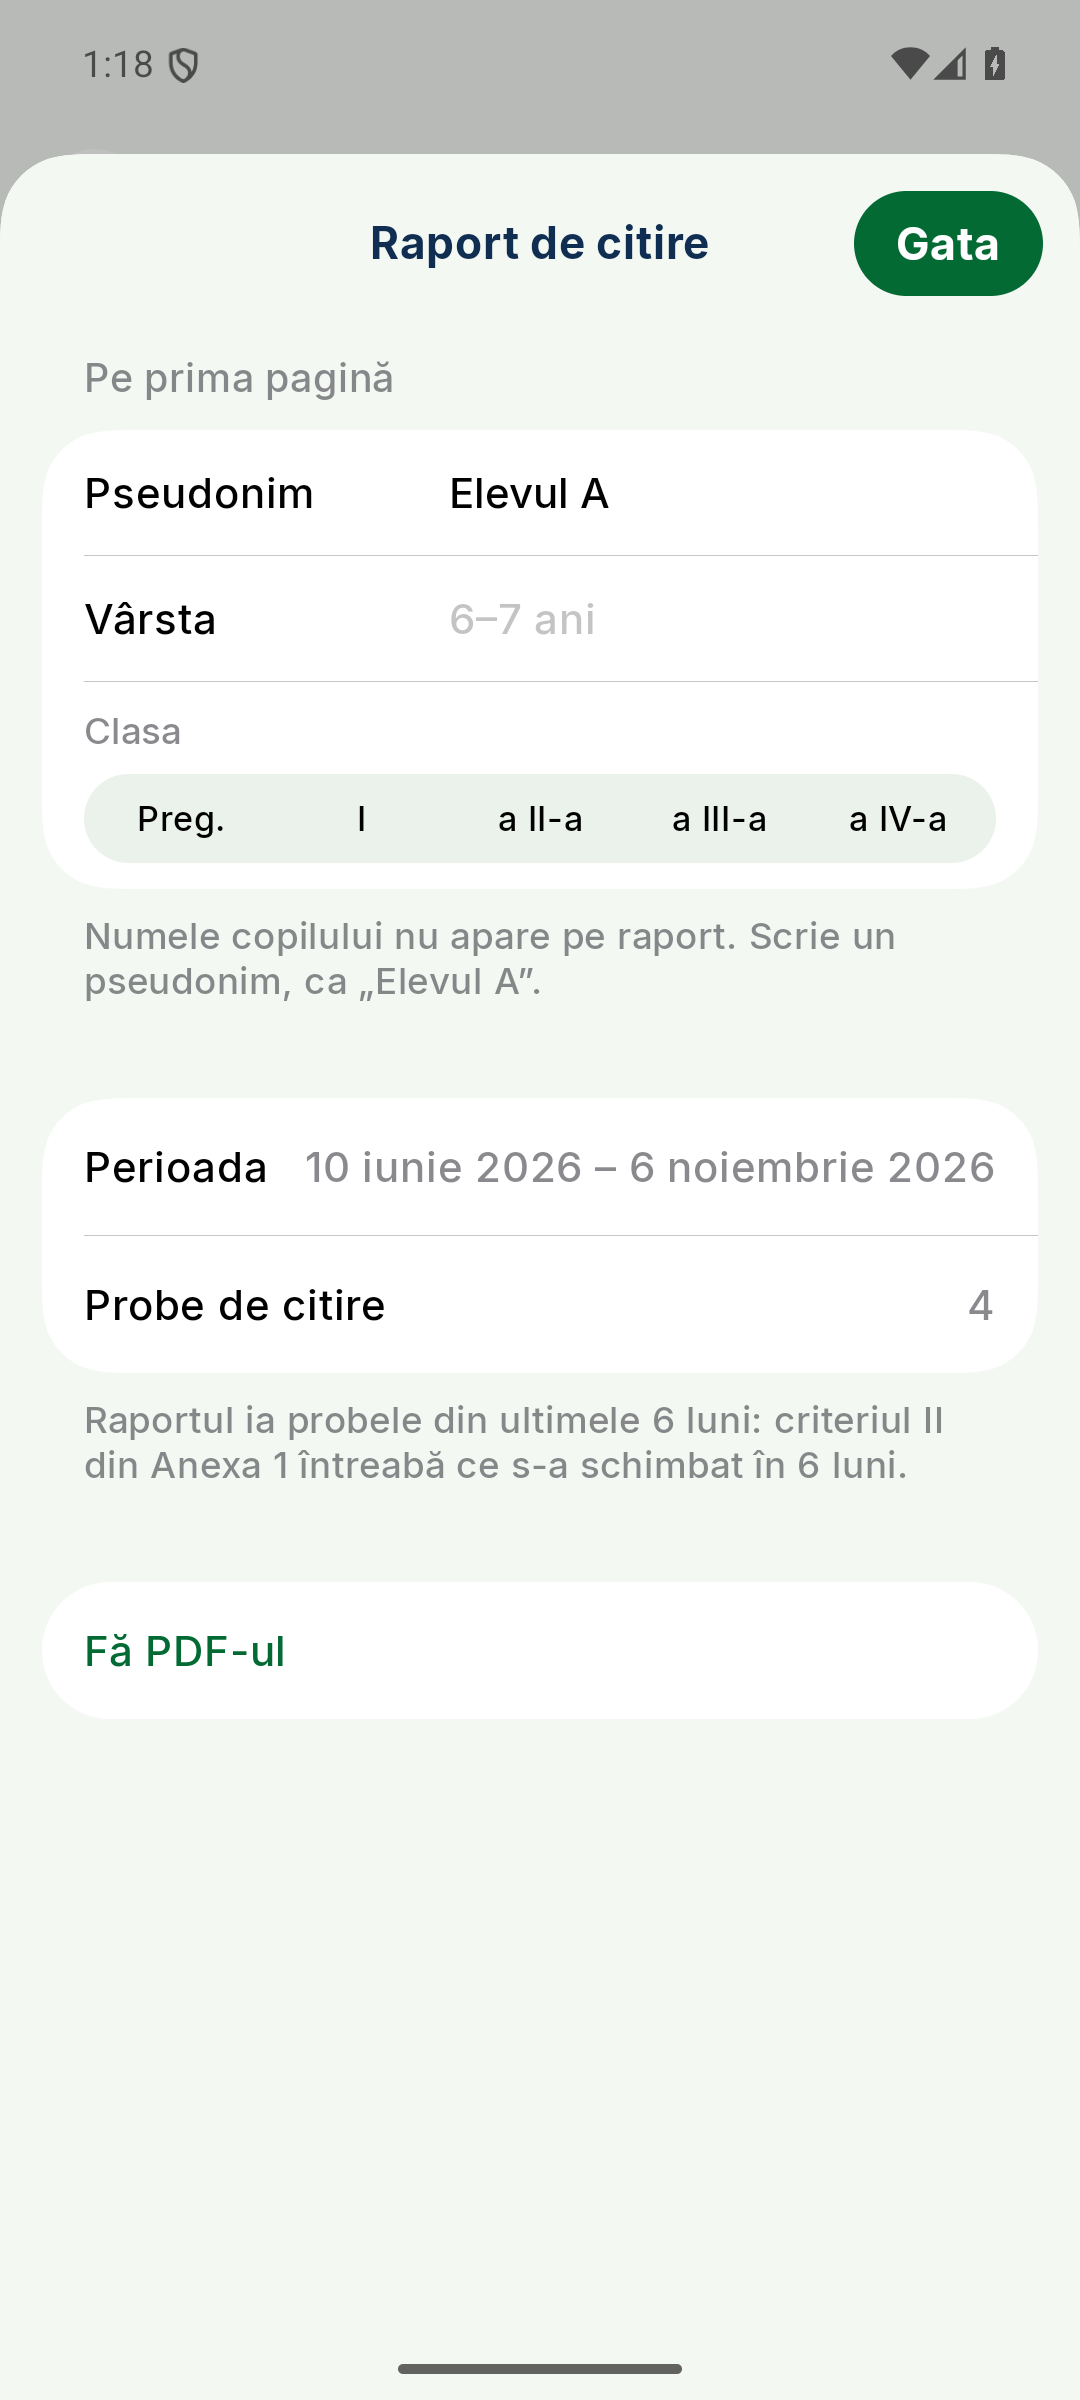 1:18
Raport de citire
Gata
Pe prima pagină
Pseudonim Elevul A
Vârsta 6–7 ani
Clasa
Preg. I a II-a a III-a a IV-a
Numele copilului nu apare pe raport. Scrie un
pseudonim, ca „Elevul A”.
Perioada 10 iunie 2026 – 6 noiembrie 2026
Probe de citire 4
Raportul ia probele din ultimele 6 luni: criteriul II
din Anexa 1 întreabă ce s-a schimbat în 6 luni.
Fă PDF-ul